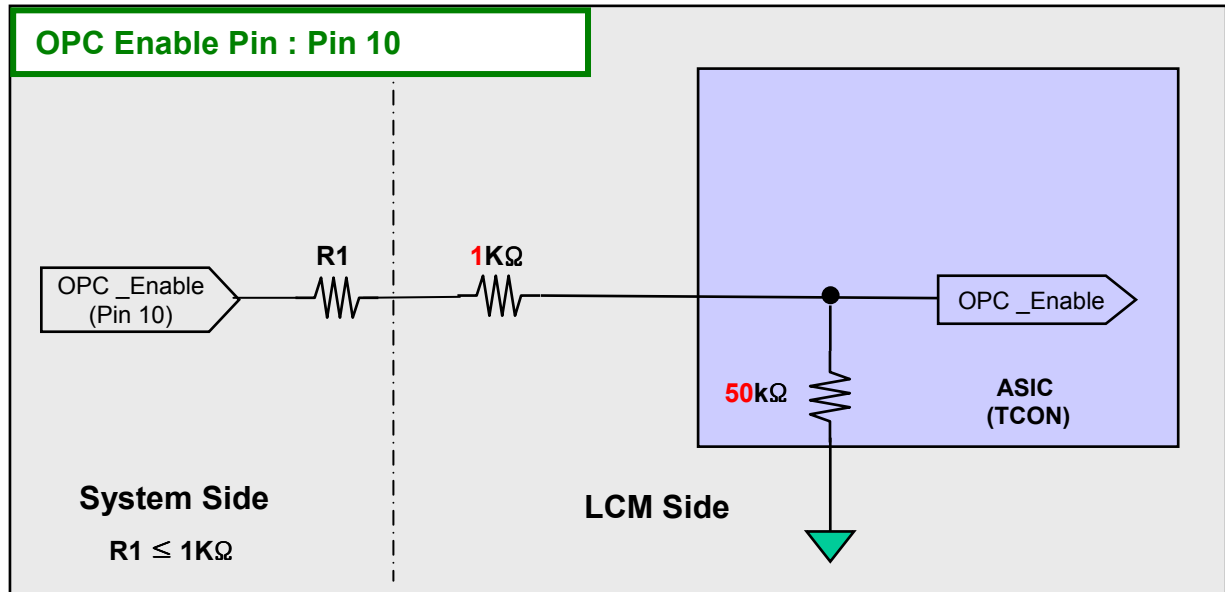 OPC Enable Pin : Pin 10
R1
1KΩ
OPC _Enable
(Pin 10)
OPC _Enable
50kΩ
ASIC
(TCON)
System Side
LCM Side
R1 ≤ 1KΩ